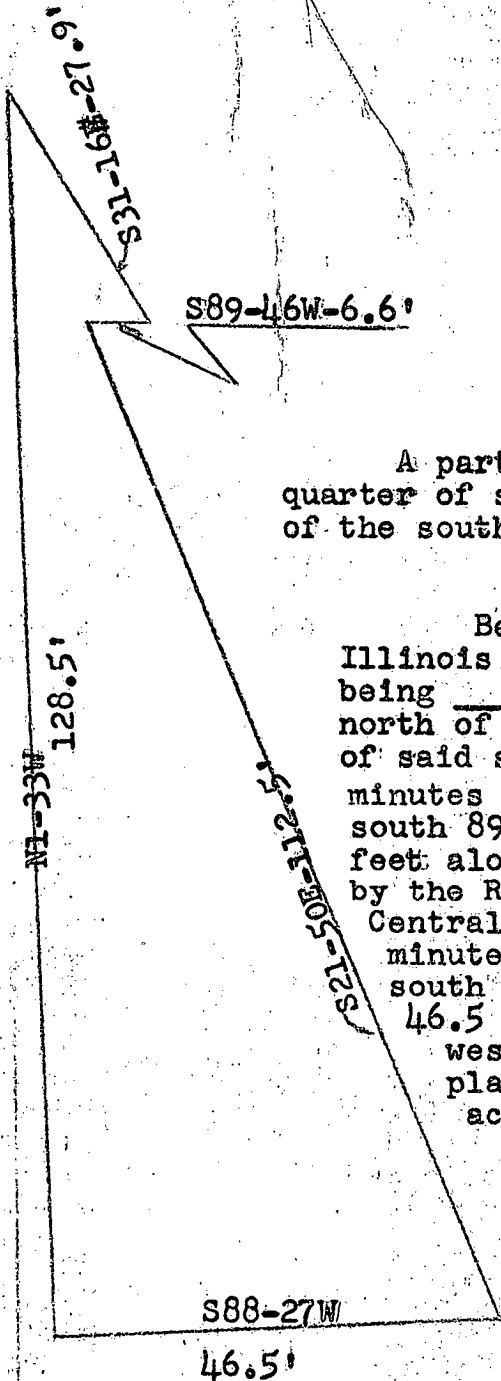 S31-16W-27.9'
S89-46W-6.6'
A part
quarter of s
of the south
Be
Illinois
being
north of
of said s
minutes
south 89
feet alo
by the R
Central
minute
south
46.5
wes
pla
ac
N1-33W
128.5'
S21-50E-112.5'
S88-27W
46.5'